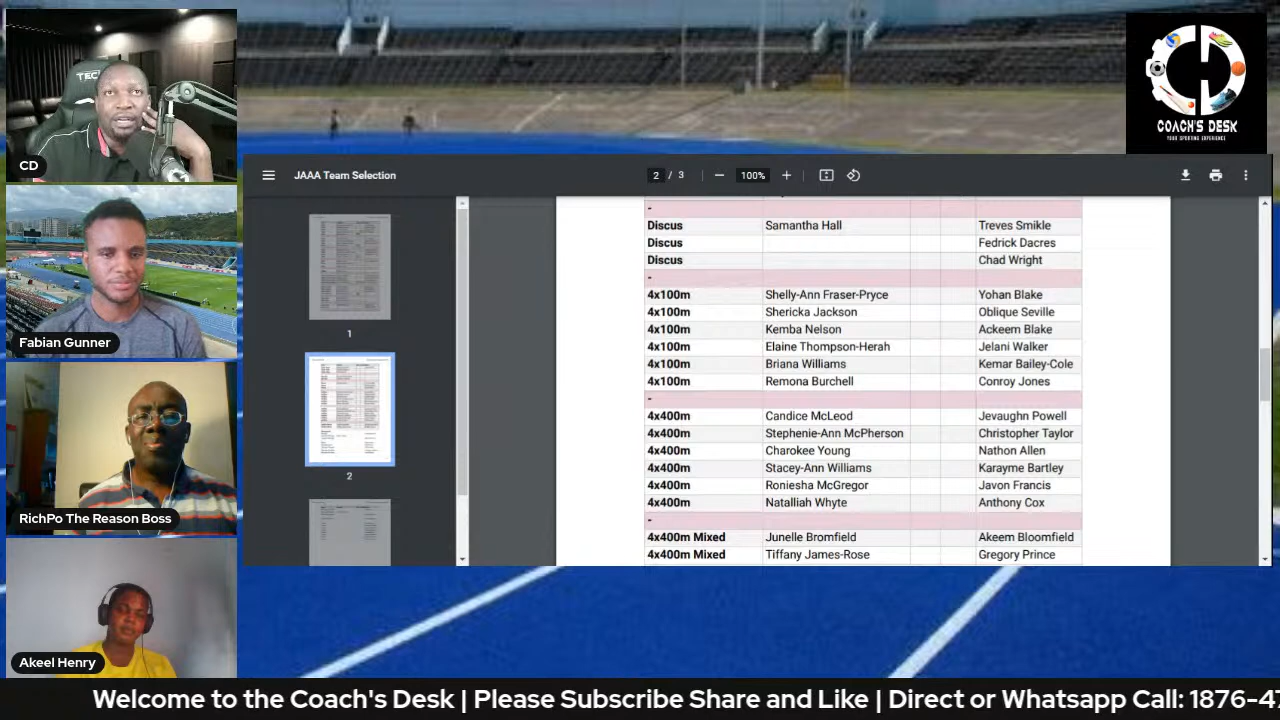 TEC
CD
Fabian Gunner
RichPo The Reason Boss
Akeel Henry
CD
COACH'S DESK
YOUR SPORTING EXPERIENCE
JAAA Team Selection
2 / 3
100%
1
2
-
Discus Samantha Hall Treves Smikle
Discus Fedrick Dacres
Discus Chad Wright
-
4x100m Shelly-Ann Fraser-Pryce Yohan Blake
4x100m Shericka Jackson Oblique Seville
4x100m Kemba Nelson Ackeem Blake
4x100m Elaine Thompson-Herah Jelani Walker
4x100m Briana Williams Kemar Bailey-Cole
4x100m Remona Burchell Conroy Jones
-
4x400m Candice McLeod Jevaughn Powell
4x400m Stephenie-Ann McPherson Christopher Taylor
4x400m Charokee Young Nathon Allen
4x400m Stacey-Ann Williams Karayme Bartley
4x400m Roniesha McGregor Javon Francis
4x400m Natalliah Whyte Anthony Cox
-
4x400m Mixed Junelle Bromfield Akeem Bloomfield
4x400m Mixed Tiffany James-Rose Gregory Prince
Welcome to the Coach's Desk | Please Subscribe Share and Like | Direct or Whatsapp Call: 1876-47